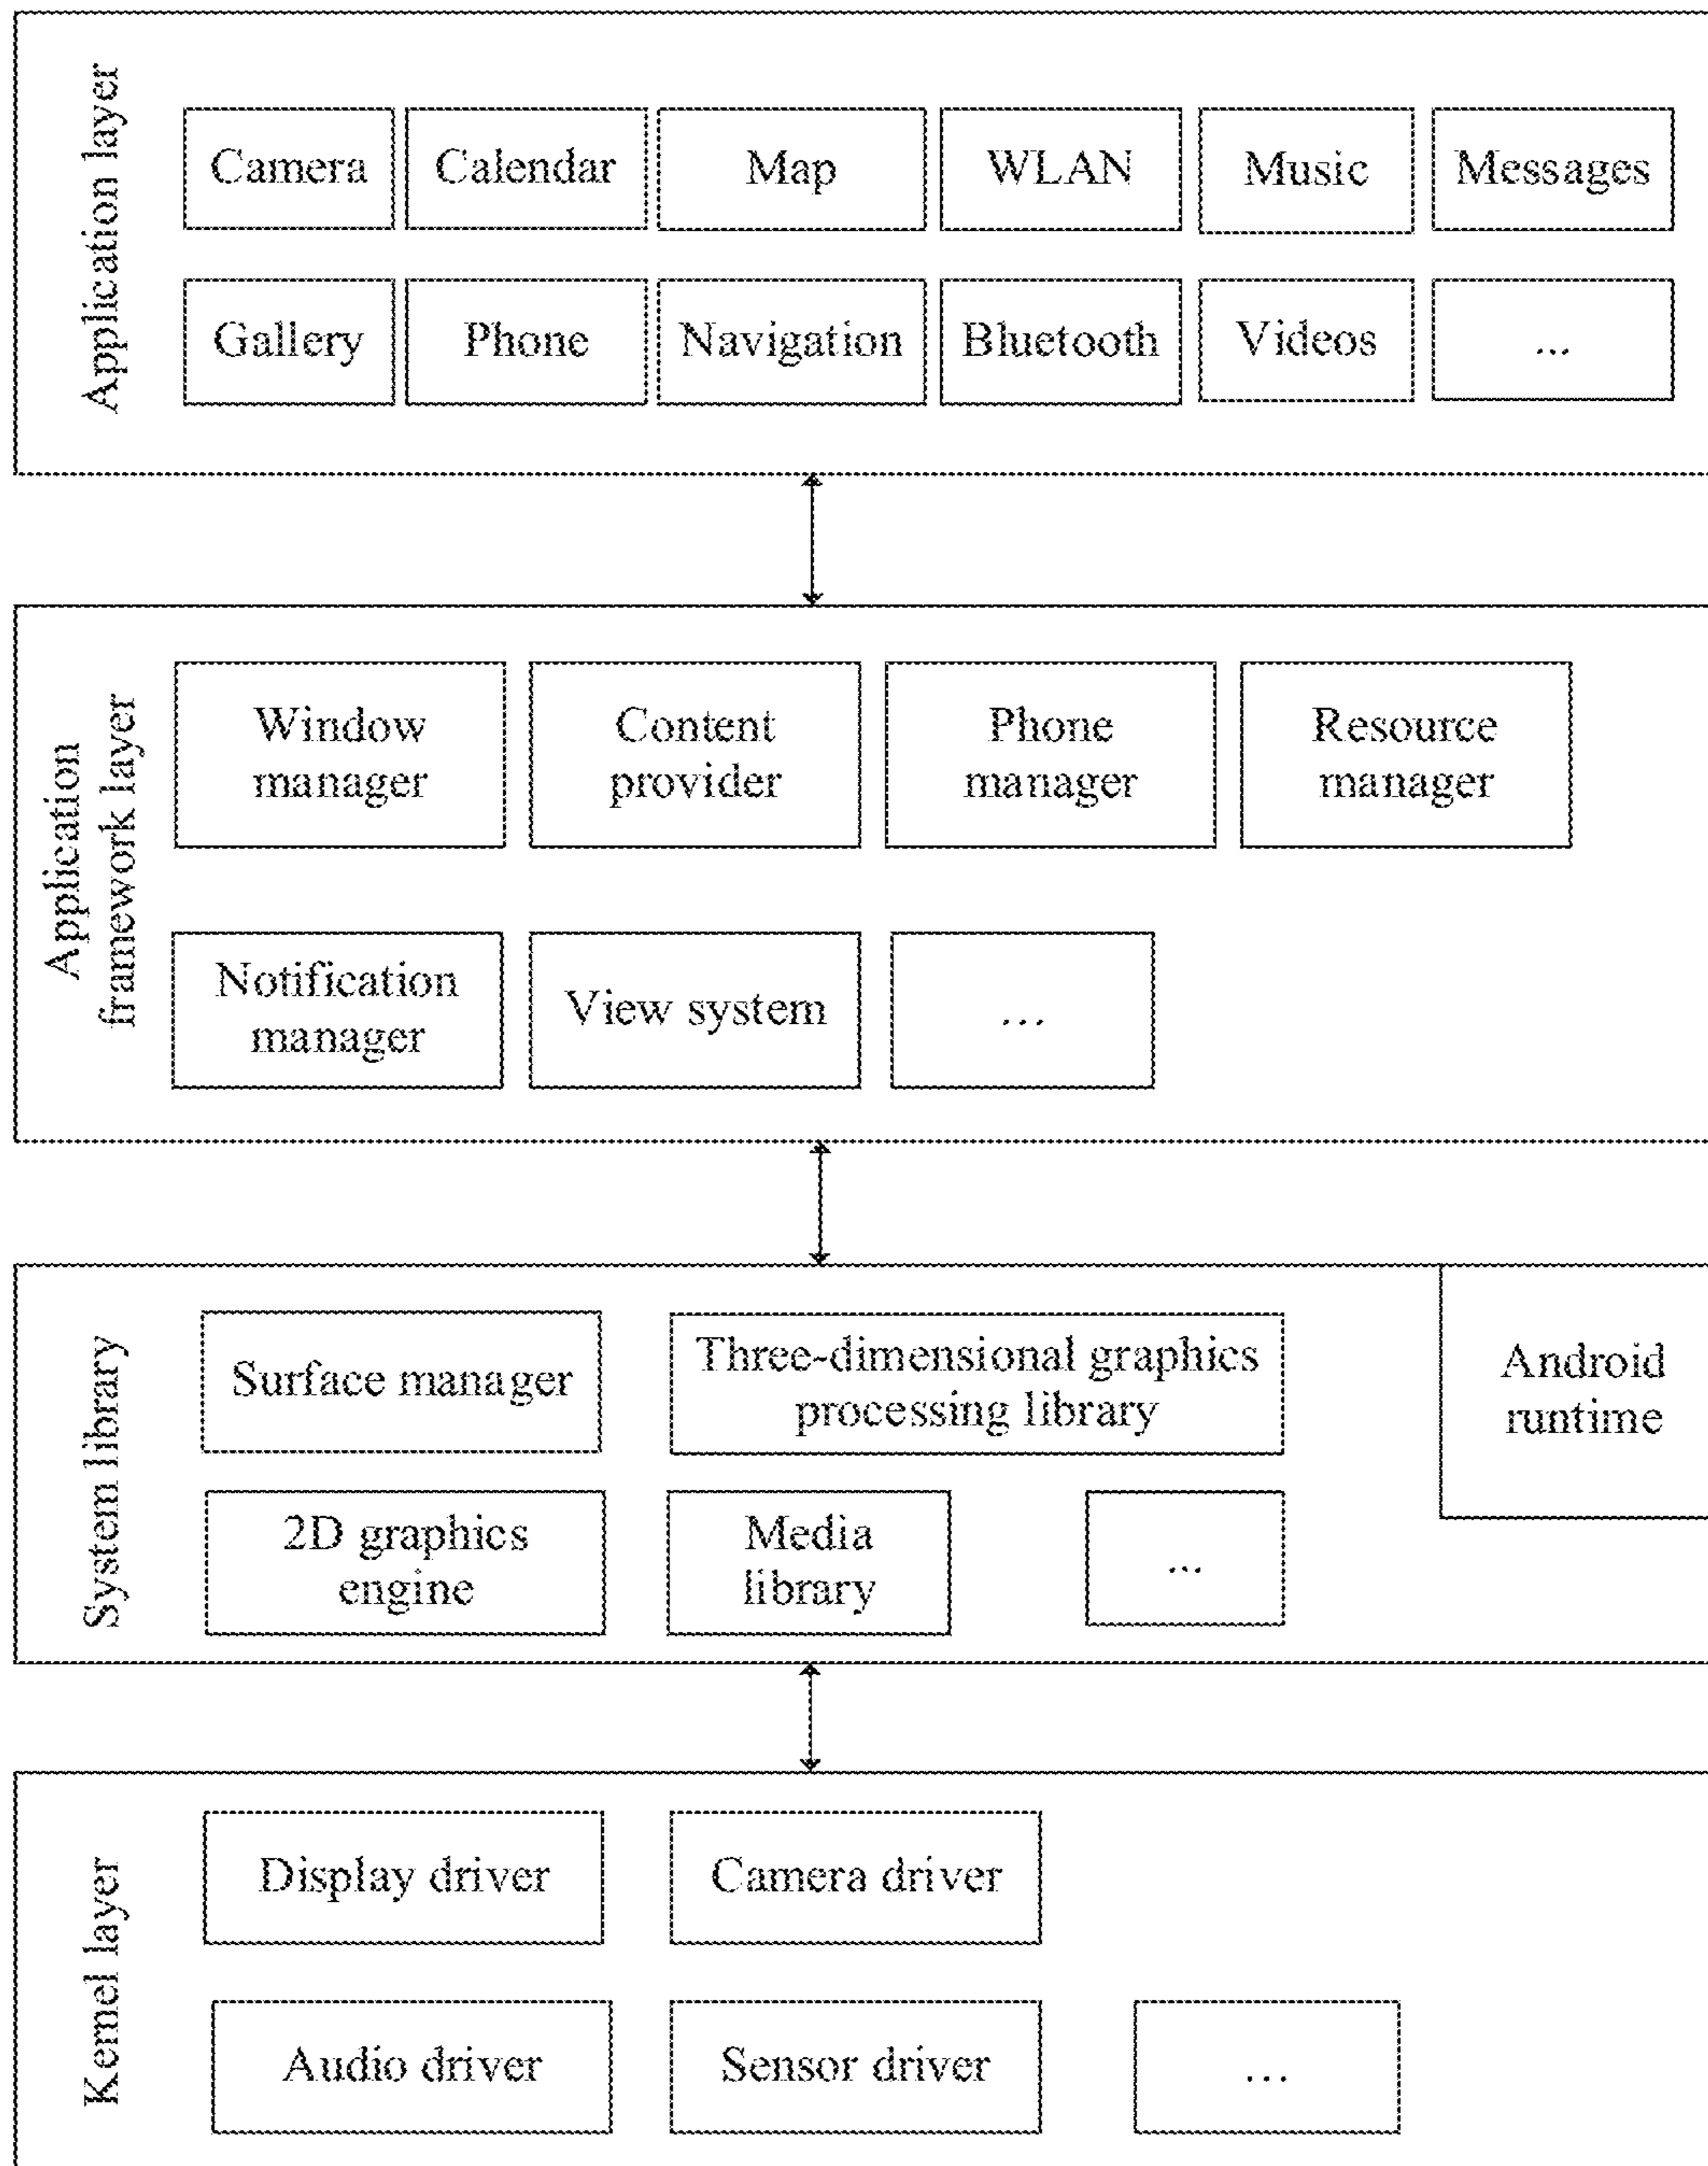 Application layer
Camera
Calendar
Map
WLAN
Music
Messages
Gallery
Phone
Navigation
Bluetooth
Videos
...
Application
framework layer
Window
manager
Content
provider
Phone
manager
Resource
manager
Notification
manager
View system
...
System library
Surface manager
Three-dimensional graphics
processing library
Android
runtime
2D graphics
engine
Media
library
...
Kernel layer
Display driver
Camera driver
Audio driver
Sensor driver
...